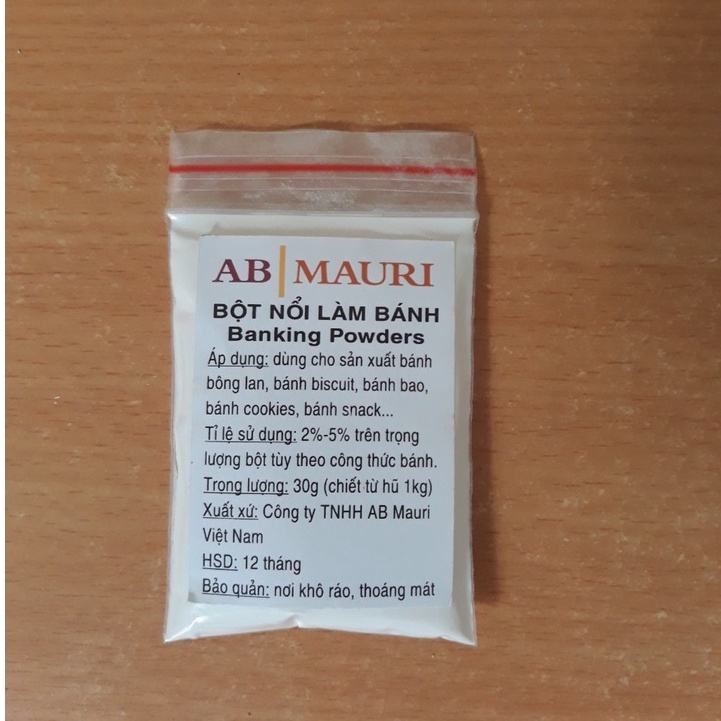 AB|MAURI
BỘT NỔI LÀM BÁNH
Banking Powders
Áp dụng: dùng cho sản xuất bánh
bông lan, bánh biscuit, bánh bao,
bánh cookies, bánh snack...
Tỉ lệ sử dụng: 2%-5% trên trọng
lượng bột tùy theo công thức bánh.
Trọng lượng: 30g (chiết từ hũ 1kg)
Xuất xứ: Công ty TNHH AB Mauri
Việt Nam
HSD: 12 tháng
Bảo quản: nơi khô ráo, thoáng mát